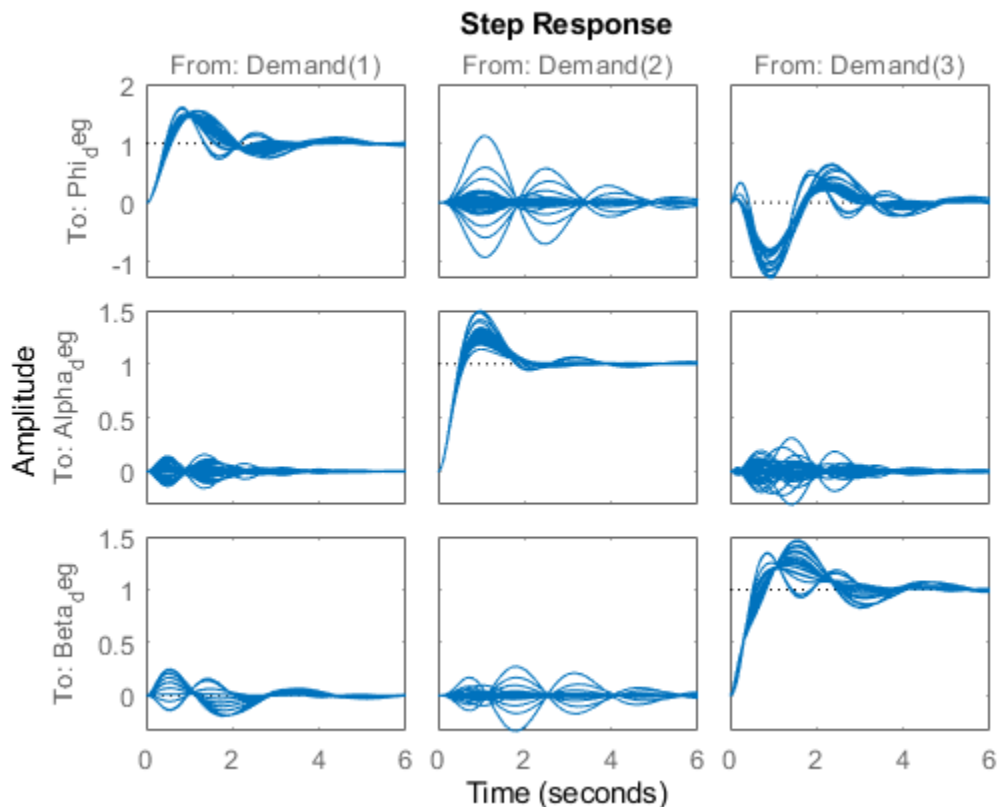 Step Response
From: Demand(1) From: Demand(2) From: Demand(3)
Amplitude
To: Phi_deg
2
1
0
-1
To: Alpha_deg
1.5
1
0.5
0
To: Beta_deg
1.5
1
0.5
0
0 2 4 6 0 2 4 6 0 2 4 6
Time (seconds)